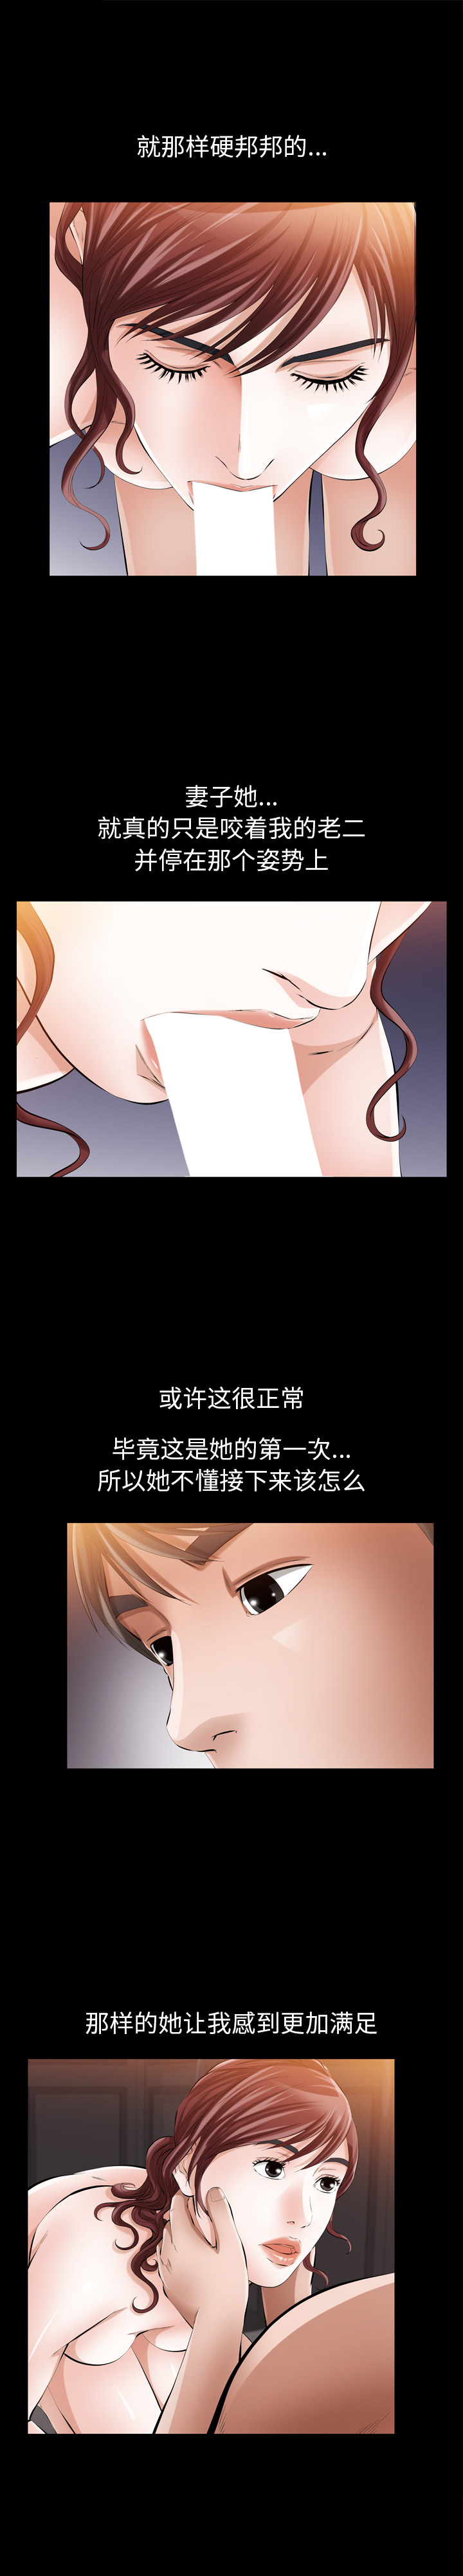 就那样硬邦邦的...
妻子她...
就真的只是咬着我的老二
并停在那个姿势上
或许这很正常
毕竟这是她的第一次...
所以她不懂接下来该怎么
那样的她让我感到更加满足